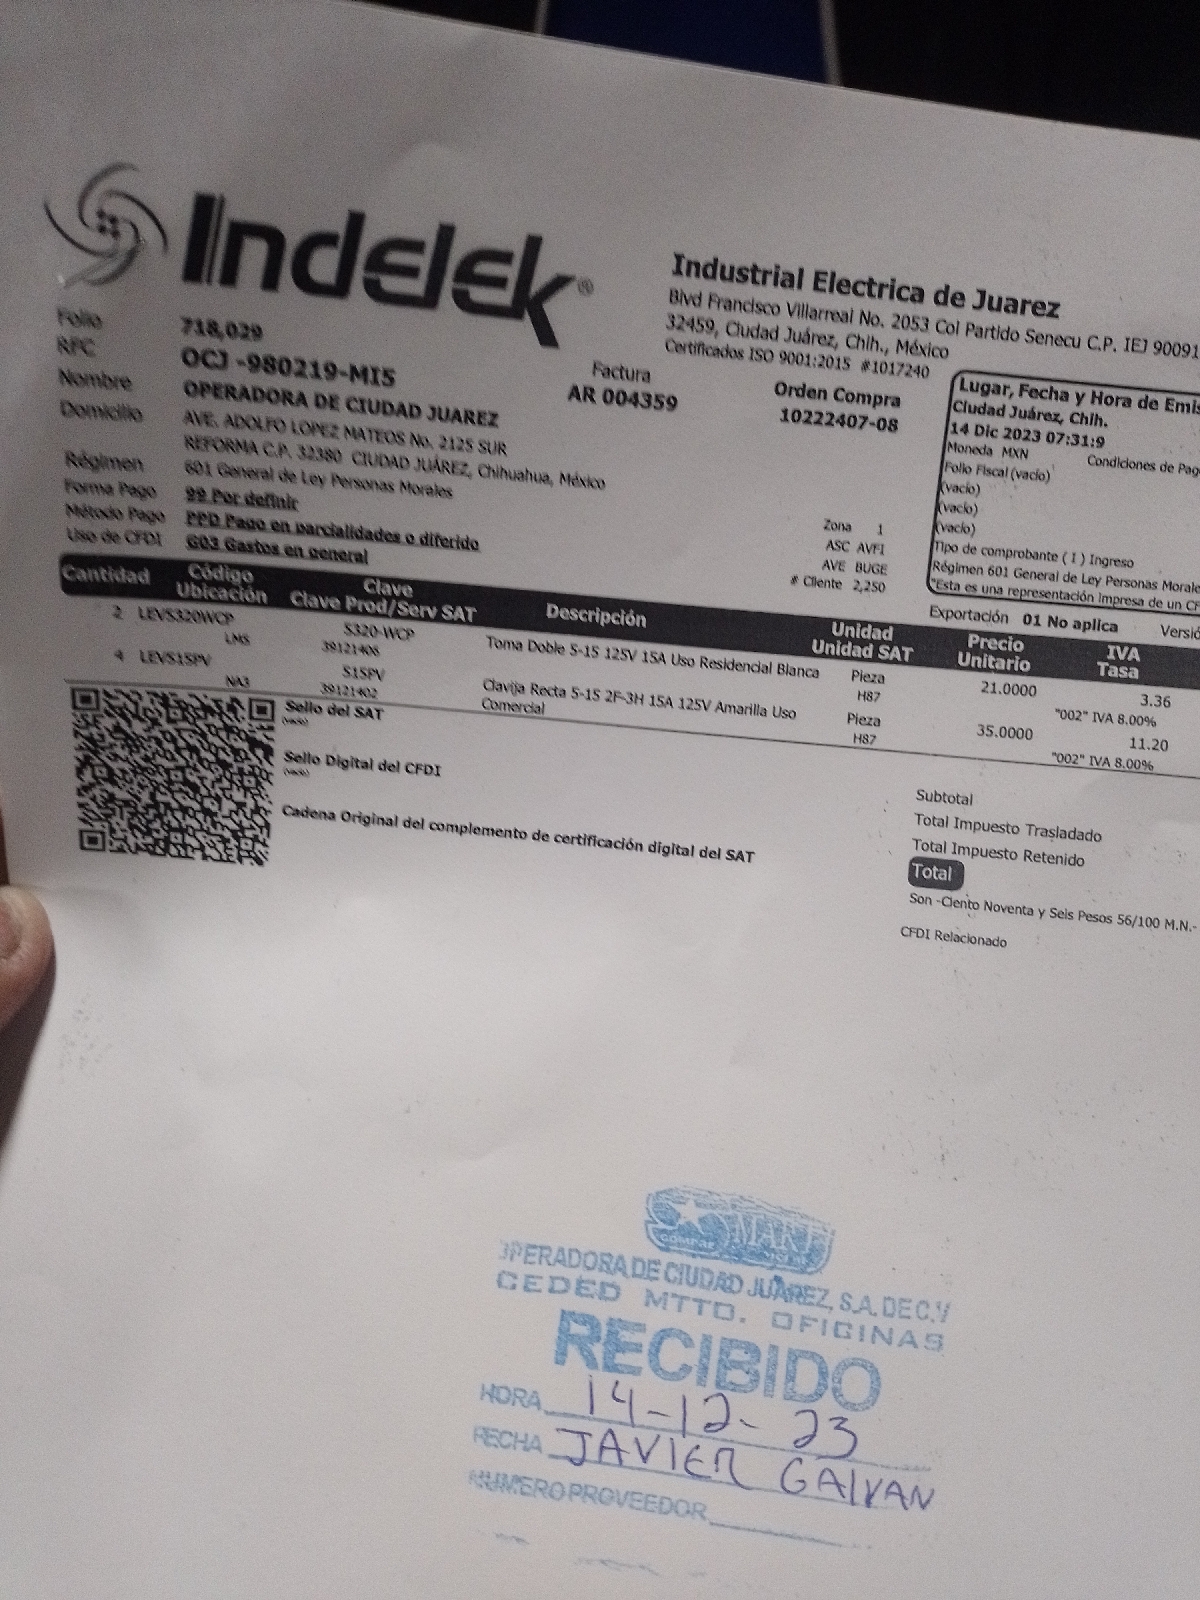 Indelek®
Industrial Electrica de Juarez
Blvd Francisco Villarreal No. 2053 Col Partido Senecu C.P. IEJ 90091
32459, Ciudad Juárez, Chih., México
Certificados ISO 9001:2015 #1017240
Folio 718,029
RFC OCJ -980219-MI5
Nombre OPERADORA DE CIUDAD JUAREZ
Domicilio AVE. ADOLFO LOPEZ MATEOS No. 2125 SUR
REFORMA C.P. 32380 CIUDAD JUÁREZ, Chihuahua, México
Régimen 601 General de Ley Personas Morales
Forma Pago 99 Por definir
Método Pago PPD Pago en parcialidades o diferido
Uso de CFDI G03 Gastos en general
Factura
AR 004359
Orden Compra
10222407-08
Zona 1
ASC AVFI
AVE BUGE
# Cliente 2,250
Lugar, Fecha y Hora de Emis
Ciudad Juárez, Chih.
14 Dic 2023 07:31:9
Moneda MXN Condiciones de Pag
Folio Fiscal (vacío)
(vacío)
(vacío)
(vacío)
Tipo de comprobante ( I ) Ingreso
Régimen 601 General de Ley Personas Morale
"Esta es una representación impresa de un CF
Exportación 01 No aplica Versió
Cantidad Código Ubicación Clave Clave Prod/Serv SAT Descripción Unidad Unidad SAT Precio Unitario IVA Tasa
2 LEV5320WCP 5320-WCP Toma Doble 5-15 125V 15A Uso Residencial Blanca Pieza 21.0000 3.36
LM5 39121406 H87 "002" IVA 8.00%
4 LEV515PV 515PV Clavija Recta 5-15 2F-3H 15A 125V Amarilla Uso Pieza 35.0000 11.20
NA3 39121402 Comercial H87 "002" IVA 8.00%
Sello del SAT
(vacío)
Sello Digital del CFDI
(vacío)
Cadena Original del complemento de certificación digital del SAT
Subtotal
Total Impuesto Trasladado
Total Impuesto Retenido
Total
Son -Ciento Noventa y Seis Pesos 56/100 M.N.-
CFDI Relacionado
SMART
OPERADORA DE CIUDAD JUÁREZ, S.A. DE C.V
CEDED MTTO. OFICINAS
RECIBIDO
HORA 14-12-23
FECHA JAVIER GALVAN
NUMERO PROVEEDOR